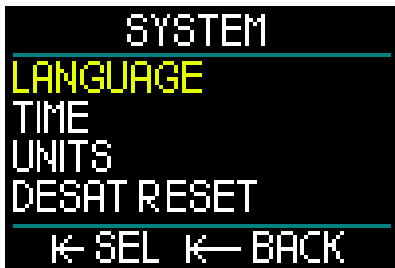 SYSTEM
LANGUAGE
TIME
UNITS
DESAT RESET
SEL BACK